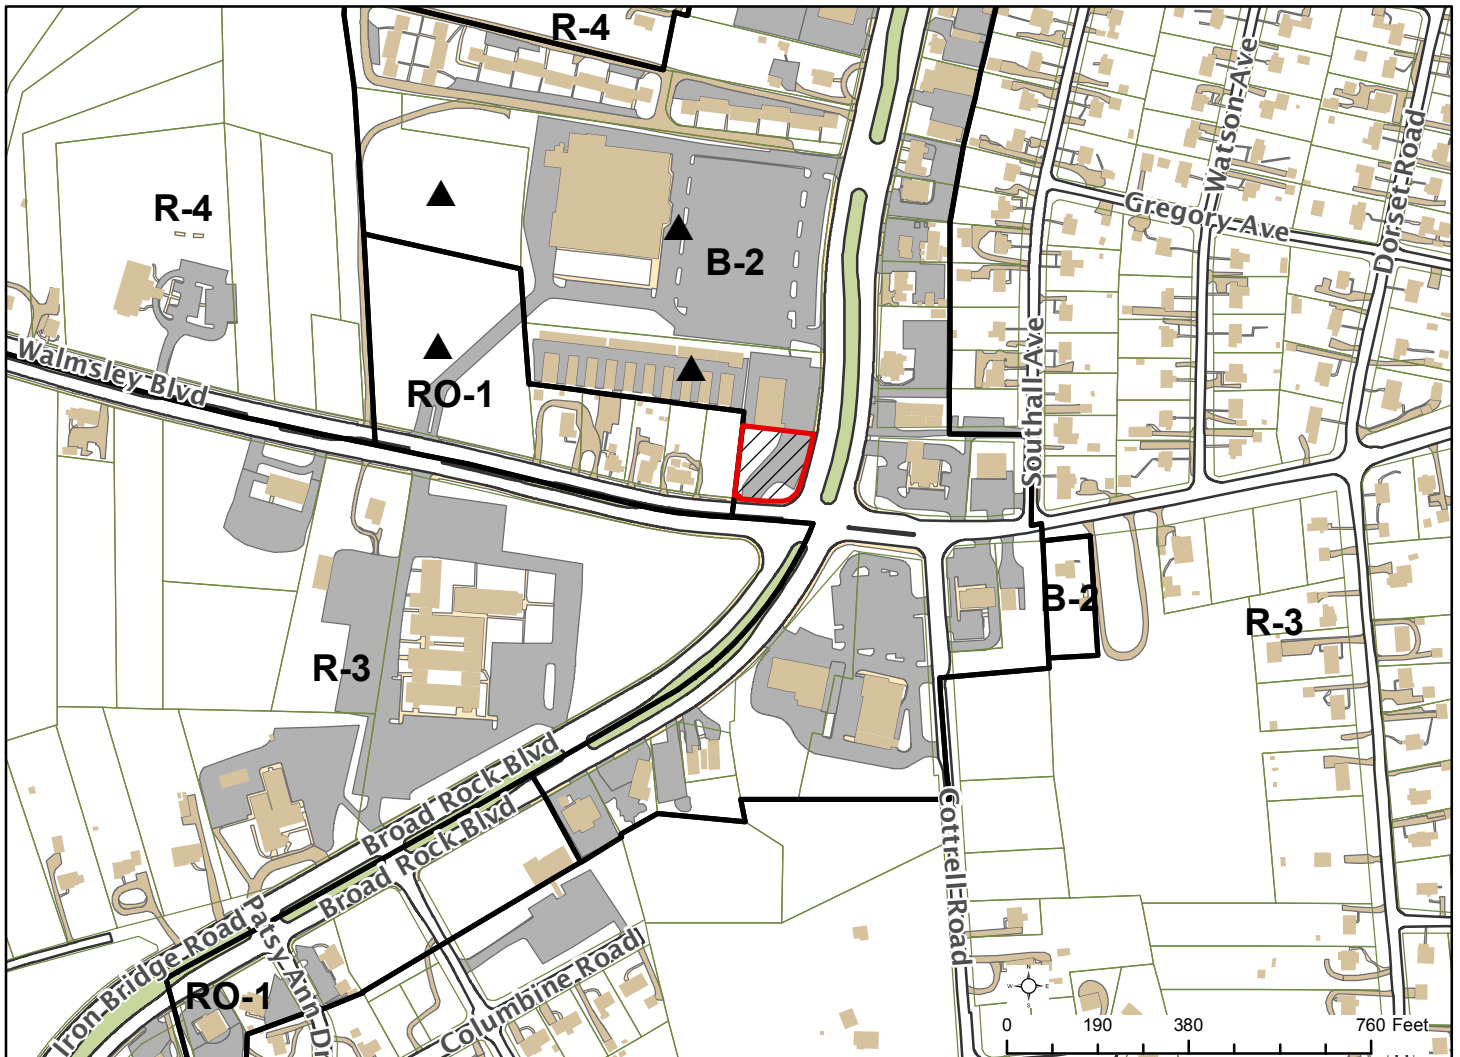 R-4
Watson Ave
Dorset Road
R-4
Gregory Ave
B-2
Southall Ave
Walmsley Blvd
RO-1
B-2
R-3
R-3
Broad Rock Blvd
Broad Rock Blvd
Cottrell Road
Iron Bridge Road
Patsy Ann Dr
Columbine Road
RO-1
N
W E
S
0 190 380 760 Feet